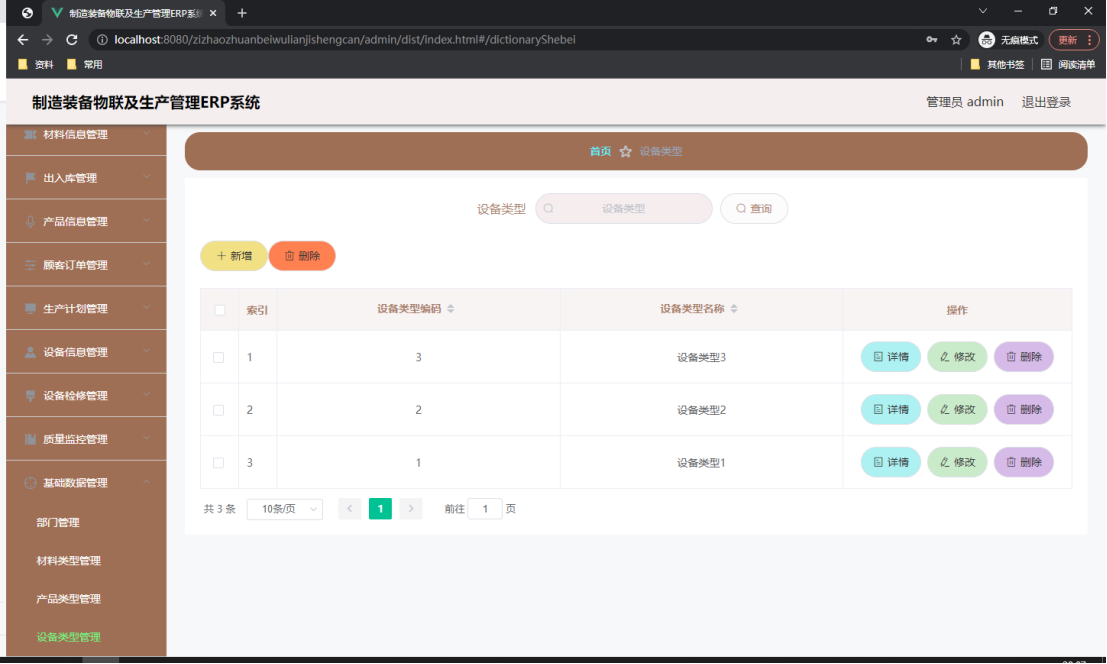 制造装备物联及生产管理ERP系
localhost:8080/zizhaozhuanbeiwulianjishengcan/admin/dist/index.html#/dictionaryShebei
无痕模式
更新
资料
常用
其他书签
阅读清单
制造装备物联及生产管理ERP系统
管理员 admin
退出登录
材料信息管理
出入库管理
产品信息管理
顾客订单管理
生产计划管理
设备信息管理
设备检修管理
质量监控管理
基础数据管理
部门管理
材料类型管理
产品类型管理
设备类型管理
首页 设备类型
设备类型 设备类型 查询
新增 删除
索引 设备类型编码 设备类型名称 操作
1 3 设备类型3 详情 修改 删除
2 2 设备类型2 详情 修改 删除
3 1 设备类型1 详情 修改 删除
共 3 条 10条/页 1 前往 1 页